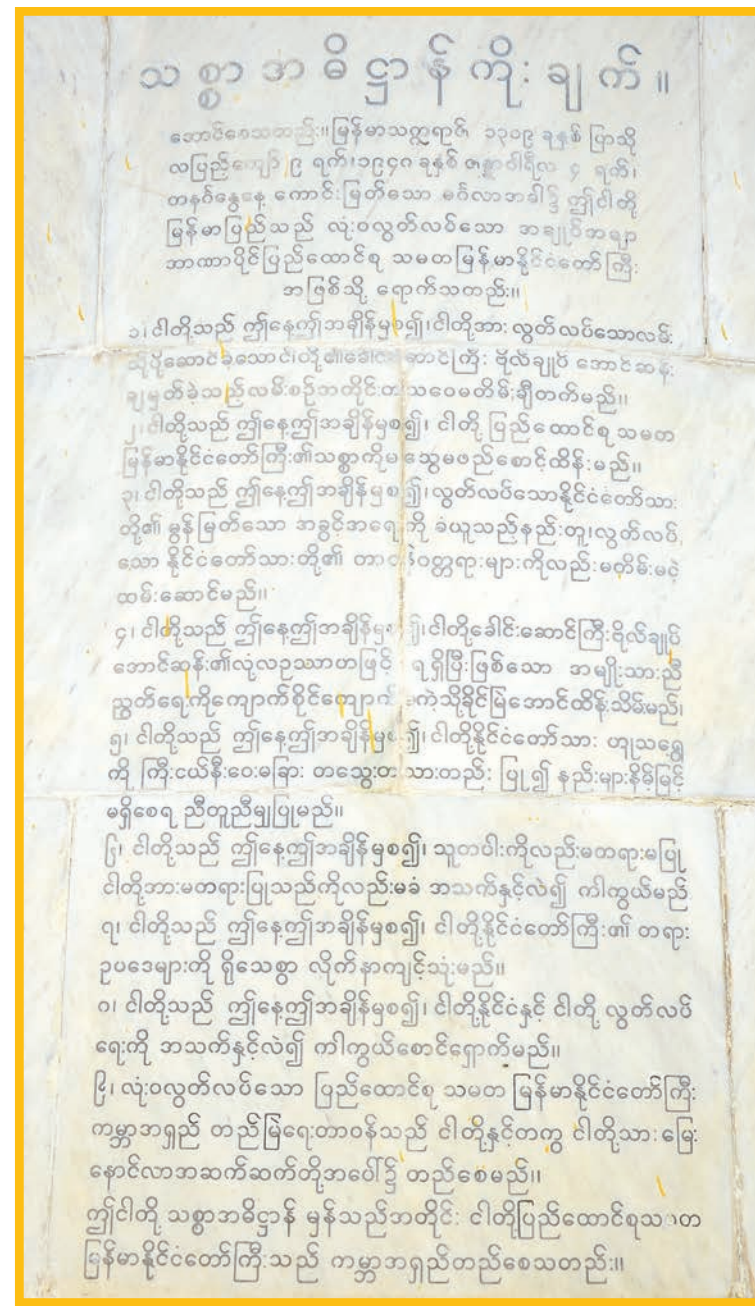 သစ္စာအဓိဋ္ဌာန်ကိုးချက်။
အောင်စေသတည်း။မြန်မာသက္ကရာဇ် ၁၃၀၉ ခုနှစ် ပြာသို
လပြည့်ကျော် ၉ ရက်၊၁၉၄၈ ခုနှစ် ဇန္နဝါရီလ ၄ ရက်၊
တနင်္ဂနွေနေ့ ကောင်းမြတ်သော မင်္ဂလာအခါ၌ ဤငါတို့
မြန်မာပြည်သည် လုံးဝလွတ်လပ်သော အချုပ်အချာ
အာဏာပိုင်ပြည်ထောင်စု သမတမြန်မာနိုင်ငံတော်ကြီး
အဖြစ်သို့ ရောက်သတည်း။
၁၊ ငါတို့သည် ဤနေ့ဤအချိန်မှစ၍၊ငါတို့အား လွတ်လပ်သောလမ်း
သို့ပို့ဆောင်ခဲ့သောငါတို့၏ခေါင်းဆောင်ကြီး ဗိုလ်ချုပ် အောင်ဆန်း
ချမှတ်ခဲ့သည့်လမ်းစဉ်အတိုင်းတသဝေမတိမ်းချီတက်မည်။
၂၊ ငါတို့သည် ဤနေ့ဤအချိန်မှစ၍၊ ငါတို့ ပြည်ထောင်စု သမတ
မြန်မာနိုင်ငံတော်ကြီး၏သစ္စာကိုမသွေမဖည်စောင့်ထိန်းမည်။
၃၊ ငါတို့သည် ဤနေ့ဤအချိန်မှစ၍၊လွတ်လပ်သောနိုင်ငံတော်သား
တို့၏ မွန်မြတ်သော အခွင့်အရေးကို ခံယူသည့်နည်းတူ၊လွတ်လပ်
သော နိုင်ငံတော်သားတို့၏ တာဝန်ဝတ္တရားများကိုလည်းမတိမ်းမငဲ့
ထမ်းဆောင်မည်။
၄၊ ငါတို့သည် ဤနေ့ဤအချိန်မှစ၍၊ငါတို့ခေါင်းဆောင်ကြီးဗိုလ်ချုပ်
အောင်ဆန်း၏လုံ့လဥဿာဟဖြင့် ရရှိပြီးဖြစ်သော အမျိုးသားညီ
ညွတ်ရေးကိုကျောက်စိုင်ကျောက် ကဲသို့ခိုင်မြဲအောင်ထိန်းသိမ်းမည်၊
၅၊ ငါတို့သည် ဤနေ့ဤအချိန်မှစ၍၊ငါတို့နိုင်ငံတော်သား ဟူသရွေ့
ကို ကြီးငယ်နီးဝေးမခြား တသွေးတသားတည်း ပြု၍ နည်းများနိမ့်မြင့်
မရှိစေရ ညီတူညီမျှပြုမည်။
၆၊ ငါတို့သည် ဤနေ့ဤအချိန်မှစ၍၊ သူတပါးကိုလည်းမတရားမပြု
ငါတို့အားမတရားပြုသည်ကိုလည်းမခံ အသက်နှင့်လဲ၍ ကါကွယ်မည်
၇၊ ငါတို့သည် ဤနေ့ဤအချိန်မှစ၍၊ ငါတို့နိုင်ငံတော်ကြီး၏ တရား
ဥပဒေများကို ရိုသေစွာ လိုက်နာကျင့်သုံးမည်။
၈၊ ငါတို့သည် ဤနေ့ဤအချိန်မှစ၍၊ ငါတို့နိုင်ငံနှင့် ငါတို့ လွတ်လပ်
ရေးကို အသက်နှင့်လဲ၍ ကါကွယ်စောင့်ရှောက်မည်။
၉၊ လုံးဝလွတ်လပ်သော ပြည်ထောင်စု သမတ မြန်မာနိုင်ငံတော်ကြီး
ကမ္ဘာအရှည် တည်မြဲရေးတာဝန်သည် ငါတို့နှင့်တကွ ငါတို့သားမြေး
နောင်လာအဆက်ဆက်တို့အပေါ်၌ တည်စေမည်။
ဤငါတို့ သစ္စာအဓိဋ္ဌာန် မှန်သည့်အတိုင်း ငါတို့ပြည်ထောင်စုသမတ
မြန်မာနိုင်ငံတော်ကြီးသည် ကမ္ဘာအရှည်တည်စေသတည်း။